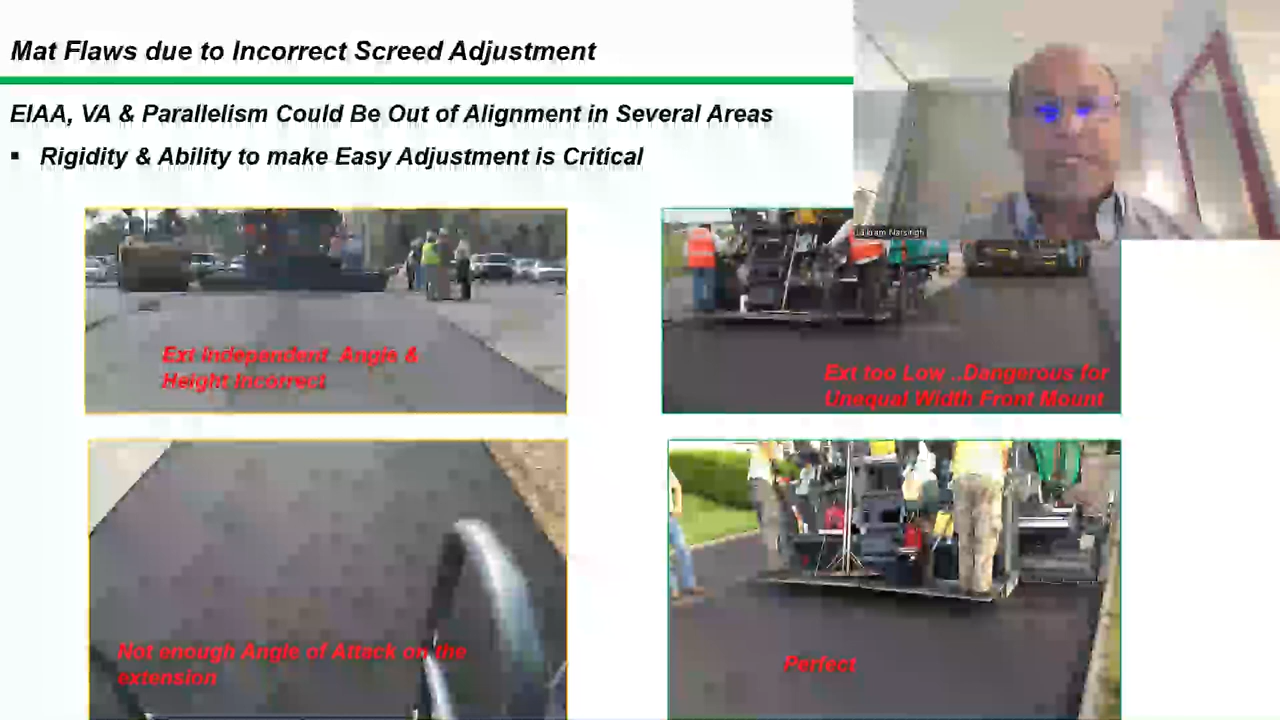 Mat Flaws due to Incorrect Screed Adjustment
EIAA, VA & Parallelism Could Be Out of Alignment in Several Areas
▪ Rigidity & Ability to make Easy Adjustment is Critical
Narsingh
Ext Independent Angle &
Height Incorrect
Ext too Low ..Dangerous for
Unequal Width Front Mount
Not enough Angle of Attack on the
extension
Perfect